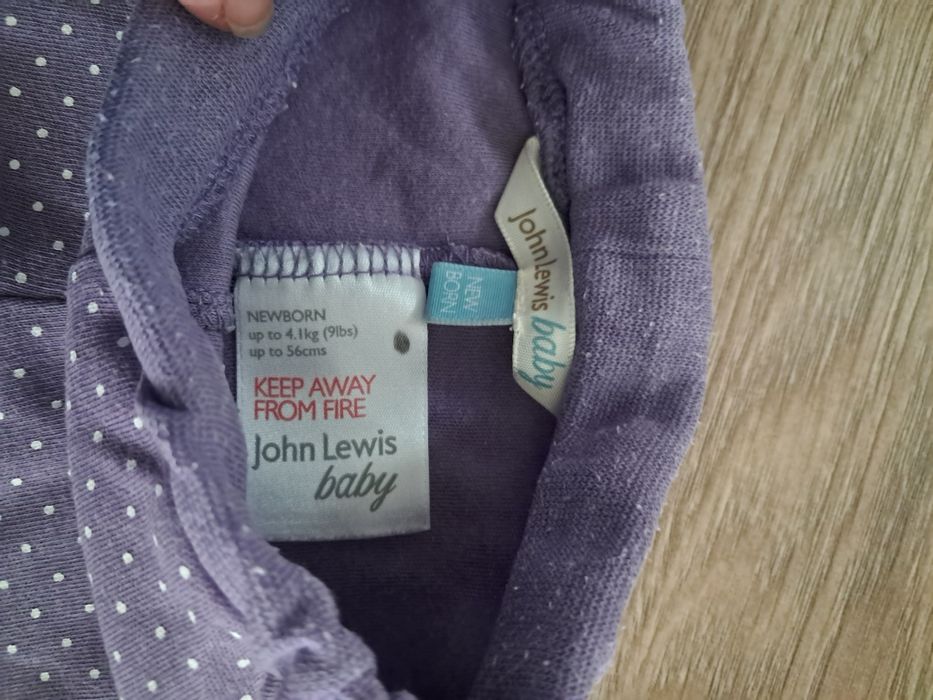 NEWBORN
up to 4.1kg (9lbs)
up to 56cms
KEEP AWAY
FROM FIRE
John Lewis
baby
NEW
BORN
John Lewis
baby